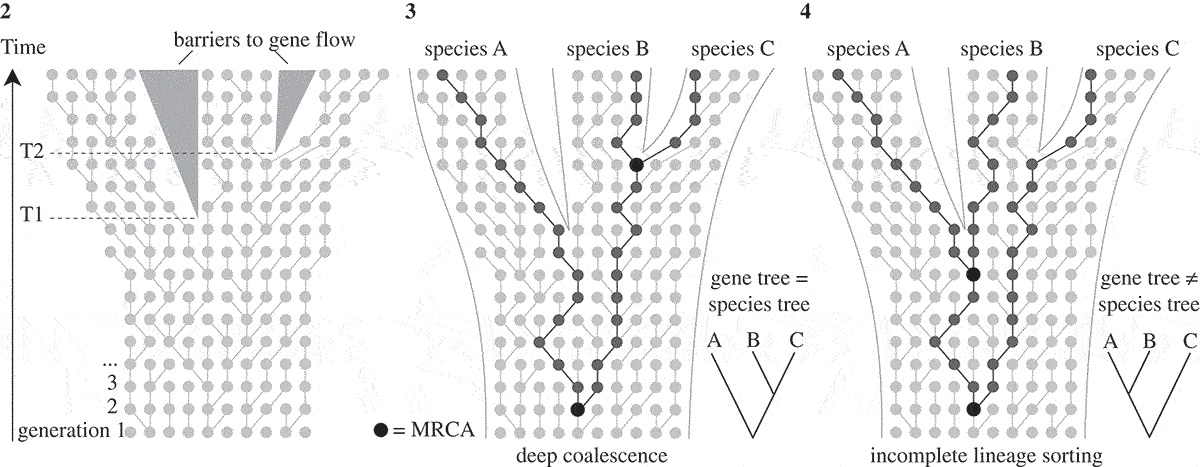 2
Time
barriers to gene flow
T2
T1
...
3
2
generation 1
= MRCA
3
species A
species B
species C
gene tree =
species tree
A B C
deep coalescence
4
species A
species B
species C
gene tree ≠
species tree
A B C
incomplete lineage sorting